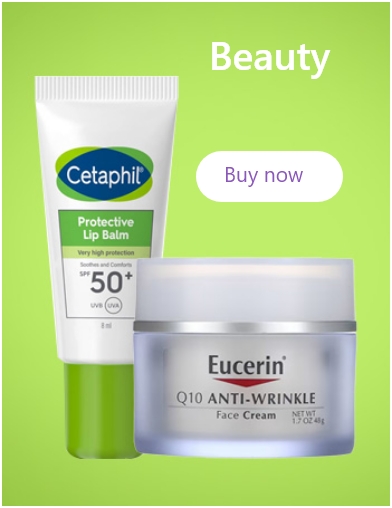 Beauty
Buy now
Cetaphil®
Protective
Lip Balm
Very high protection
Soothes and Comforts
SPF 50+
UVB UVA
8 ml
Eucerin®
Q10 ANTI-WRINKLE
Face Cream
NET WT
1.7 OZ 48g